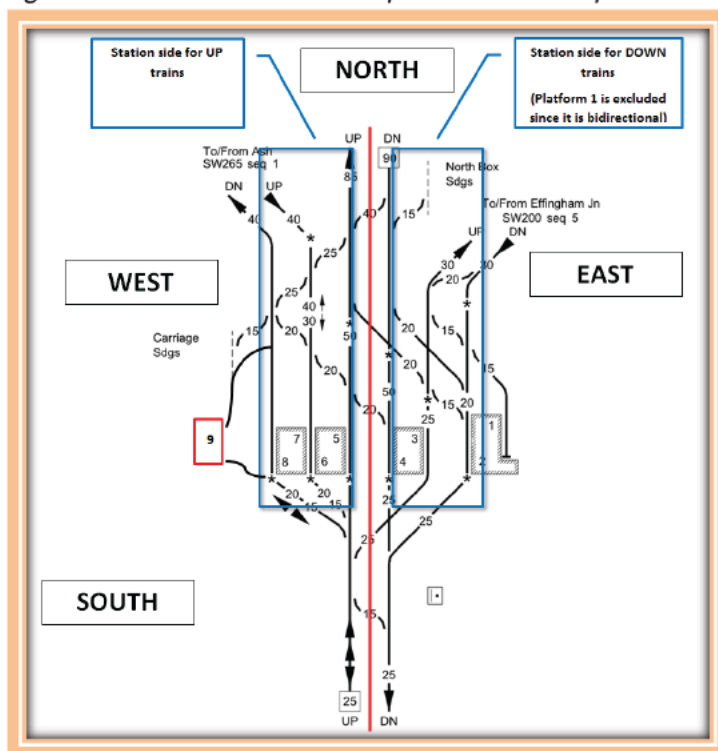 Station side for UP
trains
NORTH
Station side for DOWN
trains
(Platform 1 is excluded
since it is bidirectional)
UP DN
To/From Ash
SW265 seq 1
85
90
North Box
Sdgs
DN UP
To/From Effingham Jn
SW200 seq 5
UP DN
40
40
40
15
25
30
30
20
WEST
EAST
25
40
30
15
20
50
20
15
Carriage
Sdgs
20
50
20
15
20
25
15
20
9
7
8
5
6
3
4
1
2
20
15
20
15
25
25
25
SOUTH
15
25
25
UP DN